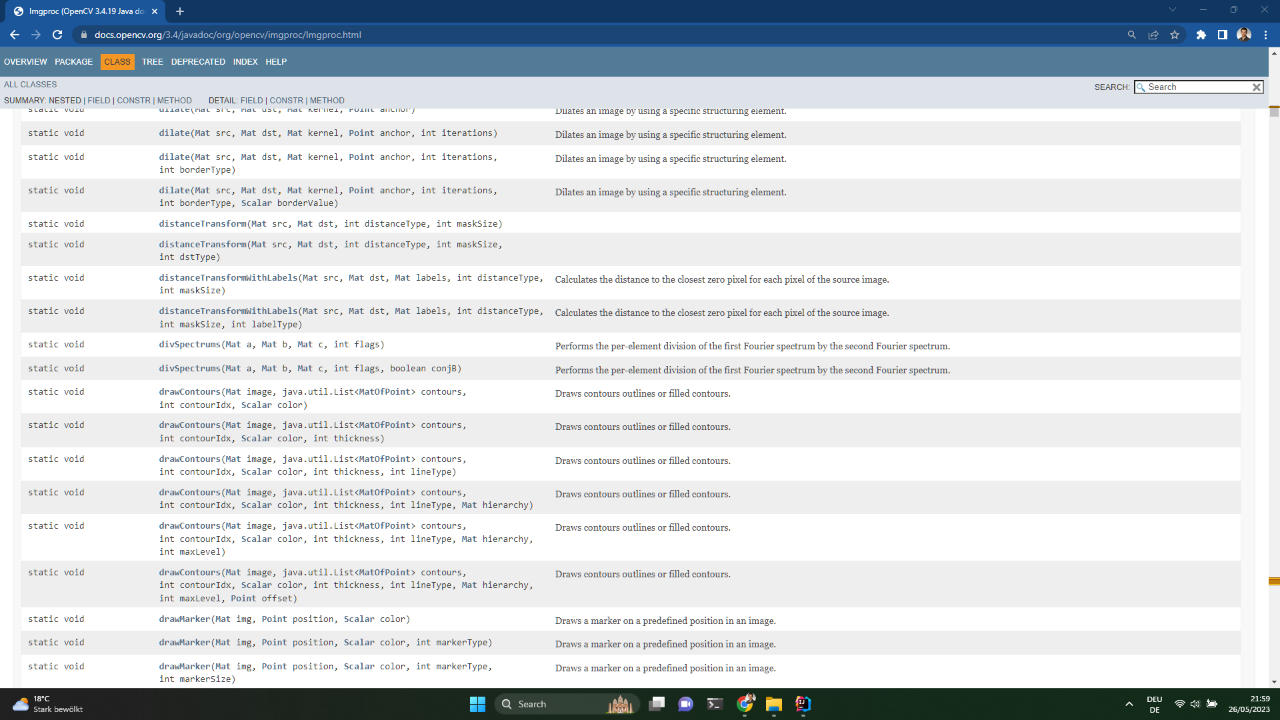 Imgproc (OpenCV 3.4.19 Java do
docs.opencv.org/3.4/javadoc/org/opencv/imgproc/Imgproc.html
OVERVIEW PACKAGE CLASS TREE DEPRECATED INDEX HELP
ALL CLASSES
SEARCH: Search
SUMMARY: NESTED | FIELD | CONSTR | METHOD DETAIL: FIELD | CONSTR | METHOD
static void dilate(Mat src, Mat dst, Mat kernel, Point anchor) Dilates an image by using a specific structuring element.
static void dilate(Mat src, Mat dst, Mat kernel, Point anchor, int iterations) Dilates an image by using a specific structuring element.
static void dilate(Mat src, Mat dst, Mat kernel, Point anchor, int iterations, Dilates an image by using a specific structuring element.
int borderType)
static void dilate(Mat src, Mat dst, Mat kernel, Point anchor, int iterations, Dilates an image by using a specific structuring element.
int borderType, Scalar borderValue)
static void distanceTransform(Mat src, Mat dst, int distanceType, int maskSize)
static void distanceTransform(Mat src, Mat dst, int distanceType, int maskSize,
int dstType)
static void distanceTransformWithLabels(Mat src, Mat dst, Mat labels, int distanceType, Calculates the distance to the closest zero pixel for each pixel of the source image.
int maskSize)
static void distanceTransformWithLabels(Mat src, Mat dst, Mat labels, int distanceType, Calculates the distance to the closest zero pixel for each pixel of the source image.
int maskSize, int labelType)
static void divSpectrums(Mat a, Mat b, Mat c, int flags) Performs the per-element division of the first Fourier spectrum by the second Fourier spectrum.
static void divSpectrums(Mat a, Mat b, Mat c, int flags, boolean conjB) Performs the per-element division of the first Fourier spectrum by the second Fourier spectrum.
static void drawContours(Mat image, java.util.List<MatOfPoint> contours, Draws contours outlines or filled contours.
int contourIdx, Scalar color)
static void drawContours(Mat image, java.util.List<MatOfPoint> contours, Draws contours outlines or filled contours.
int contourIdx, Scalar color, int thickness)
static void drawContours(Mat image, java.util.List<MatOfPoint> contours, Draws contours outlines or filled contours.
int contourIdx, Scalar color, int thickness, int lineType)
static void drawContours(Mat image, java.util.List<MatOfPoint> contours, Draws contours outlines or filled contours.
int contourIdx, Scalar color, int thickness, int lineType, Mat hierarchy)
static void drawContours(Mat image, java.util.List<MatOfPoint> contours, Draws contours outlines or filled contours.
int contourIdx, Scalar color, int thickness, int lineType, Mat hierarchy,
int maxLevel)
static void drawContours(Mat image, java.util.List<MatOfPoint> contours, Draws contours outlines or filled contours.
int contourIdx, Scalar color, int thickness, int lineType, Mat hierarchy,
int maxLevel, Point offset)
static void drawMarker(Mat img, Point position, Scalar color) Draws a marker on a predefined position in an image.
static void drawMarker(Mat img, Point position, Scalar color, int markerType) Draws a marker on a predefined position in an image.
static void drawMarker(Mat img, Point position, Scalar color, int markerType, Draws a marker on a predefined position in an image.
int markerSize)
18°C
Stark bewölkt
Search
DEU
DE
21:59
26/05/2023